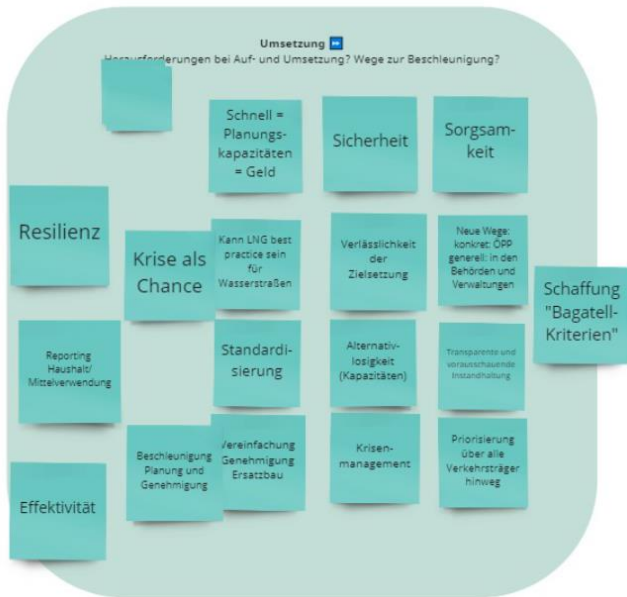 Umsetzung
Herausforderungen bei Auf- und Umsetzung? Wege zur Beschleunigung?
Schnell =
Planungs-
kapazitäten
= Geld
Sicherheit
Sorgsam-
keit
Resilienz
Krise als
Chance
Kann LNG best
practice sein
für
Wasserstraßen
Verlässlichkeit
der
Zielsetzung
Neue Wege:
konkret: ÖPP
generell: in den
Behörden und
Verwaltungen
Schaffung
"Bagatell-
Kriterien"
Reporting
Haushalt/
Mittelverwendung
Standardi-
sierung
Alternativ-
losigkeit
(Kapazitäten)
Transparente und
vorausschauende
Instandhaltung
Effektivität
Beschleunigung
Planung und
Genehmigung
Vereinfachung
Genehmigung
Ersatzbau
Krisen-
management
Priorisierung
über alle
Verkehrsträger
hinweg